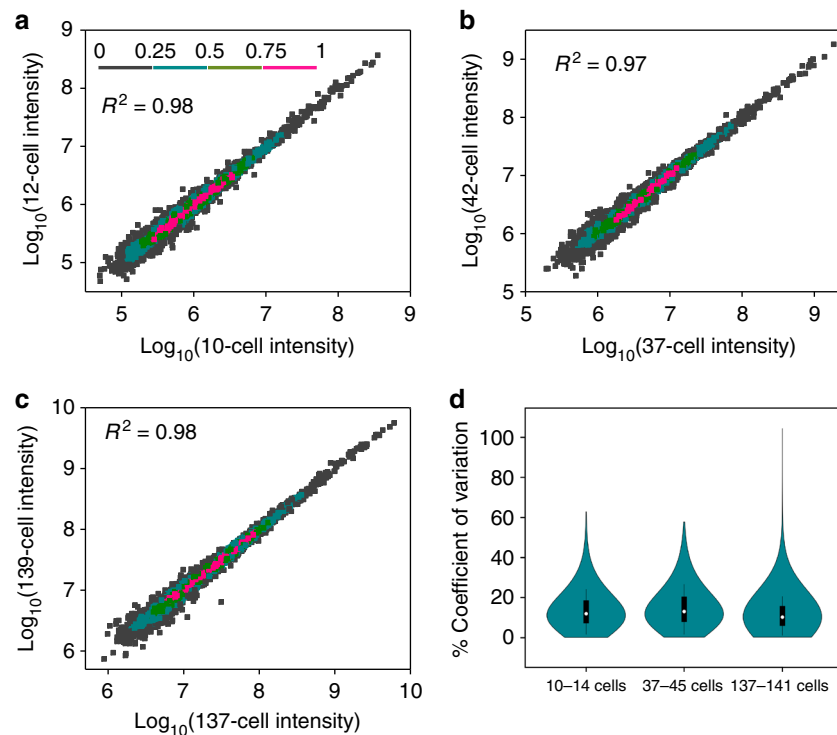 a
0 0.25 0.5 0.75 1
R² = 0.98
9
8
7
6
5
Log₁₀(12-cell intensity)
5 6 7 8 9
Log₁₀(10-cell intensity)
b
R² = 0.97
9
8
7
6
5
Log₁₀(42-cell intensity)
5 6 7 8 9
Log₁₀(37-cell intensity)
c
R² = 0.98
10
9
8
7
6
Log₁₀(139-cell intensity)
6 7 8 9 10
Log₁₀(137-cell intensity)
d
100
80
60
40
20
0
% Coefficient of variation
10–14 cells 37–45 cells 137–141 cells